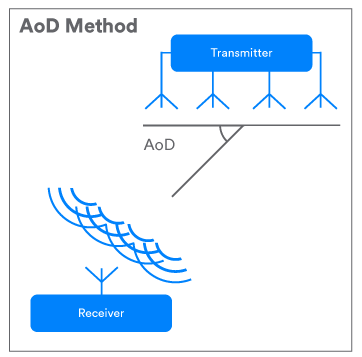 AoD Method
Transmitter
AoD
Receiver